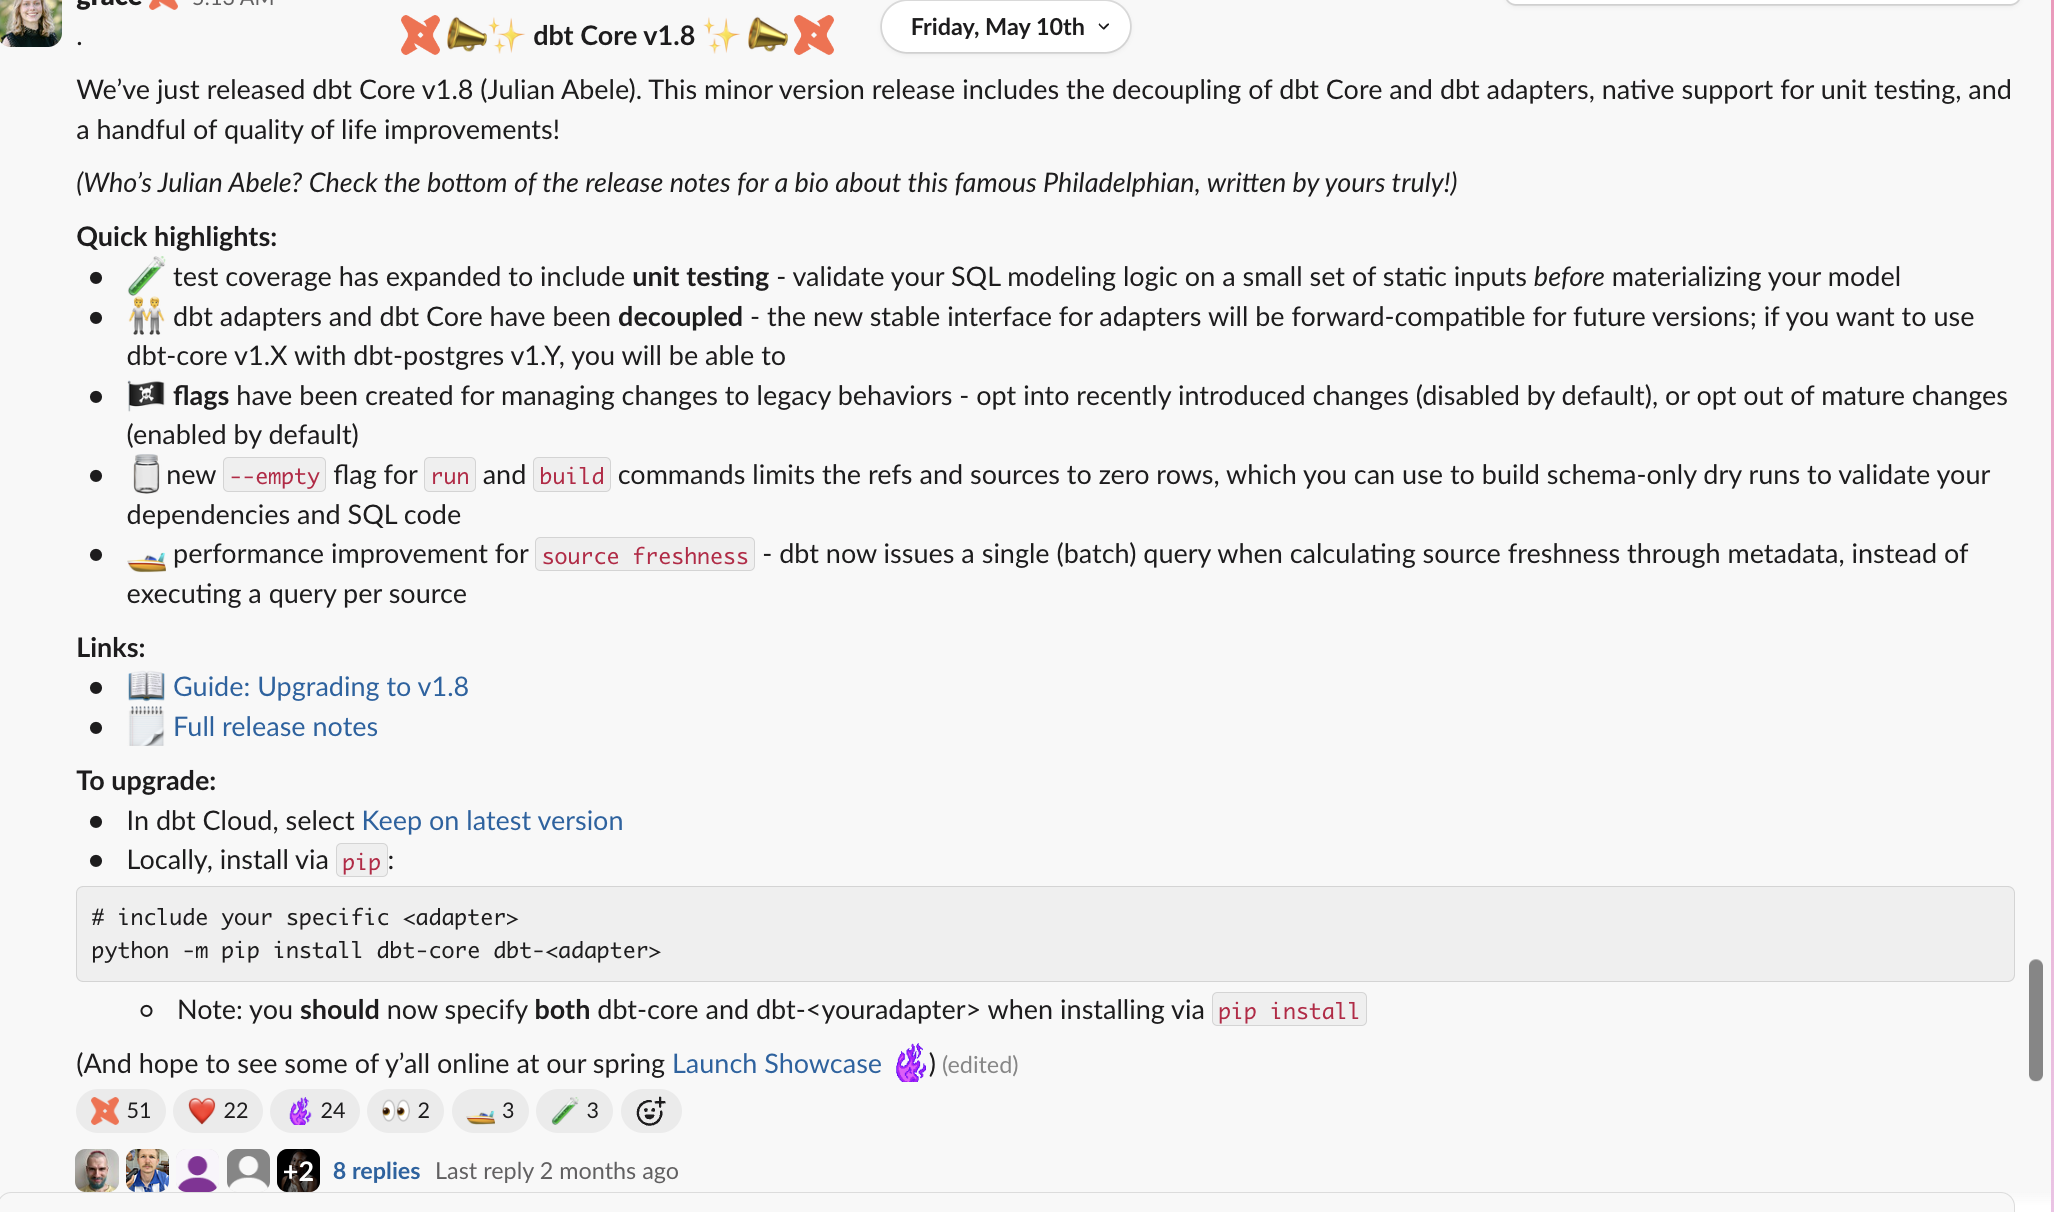 grace
.
dbt Core v1.8
Friday, May 10th
We’ve just released dbt Core v1.8 (Julian Abele). This minor version release includes the decoupling of dbt Core and dbt adapters, native support for unit testing, and
a handful of quality of life improvements!
(Who’s Julian Abele? Check the bottom of the release notes for a bio about this famous Philadelphian, written by yours truly!)
Quick highlights:
● test coverage has expanded to include unit testing - validate your SQL modeling logic on a small set of static inputs before materializing your model
● dbt adapters and dbt Core have been decoupled - the new stable interface for adapters will be forward-compatible for future versions; if you want to use
dbt-core v1.X with dbt-postgres v1.Y, you will be able to
● flags have been created for managing changes to legacy behaviors - opt into recently introduced changes (disabled by default), or opt out of mature changes
(enabled by default)
● new --empty flag for run and build commands limits the refs and sources to zero rows, which you can use to build schema-only dry runs to validate your
dependencies and SQL code
● performance improvement for source freshness - dbt now issues a single (batch) query when calculating source freshness through metadata, instead of
executing a query per source
Links:
● Guide: Upgrading to v1.8
● Full release notes
To upgrade:
● In dbt Cloud, select Keep on latest version
● Locally, install via pip:
# include your specific <adapter>
python -m pip install dbt-core dbt-<adapter>
○ Note: you should now specify both dbt-core and dbt-<youradapter> when installing via pip install
(And hope to see some of y’all online at our spring Launch Showcase ) (edited)
51 22 24 2 3 3
+2 8 replies Last reply 2 months ago